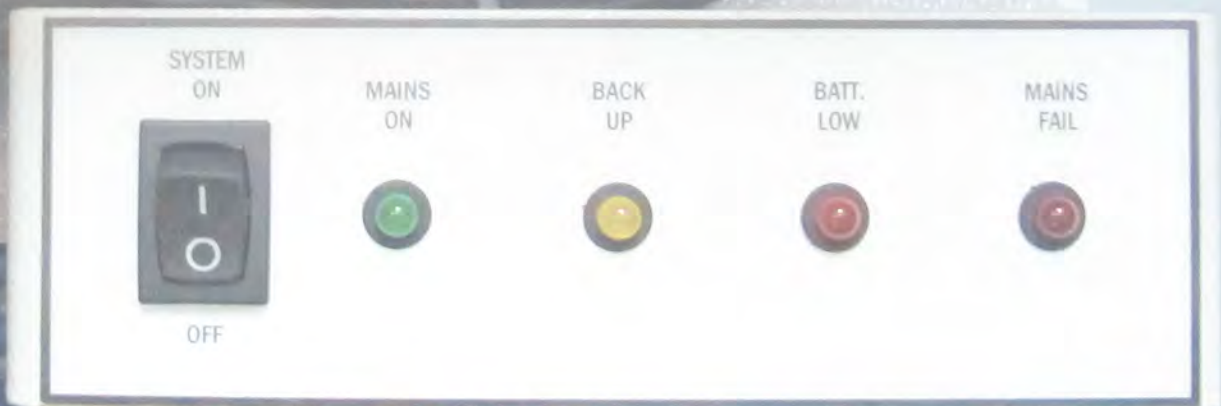 SYSTEM
ON
I
O
OFF
MAINS
ON
BACK
UP
BATT.
LOW
MAINS
FAIL